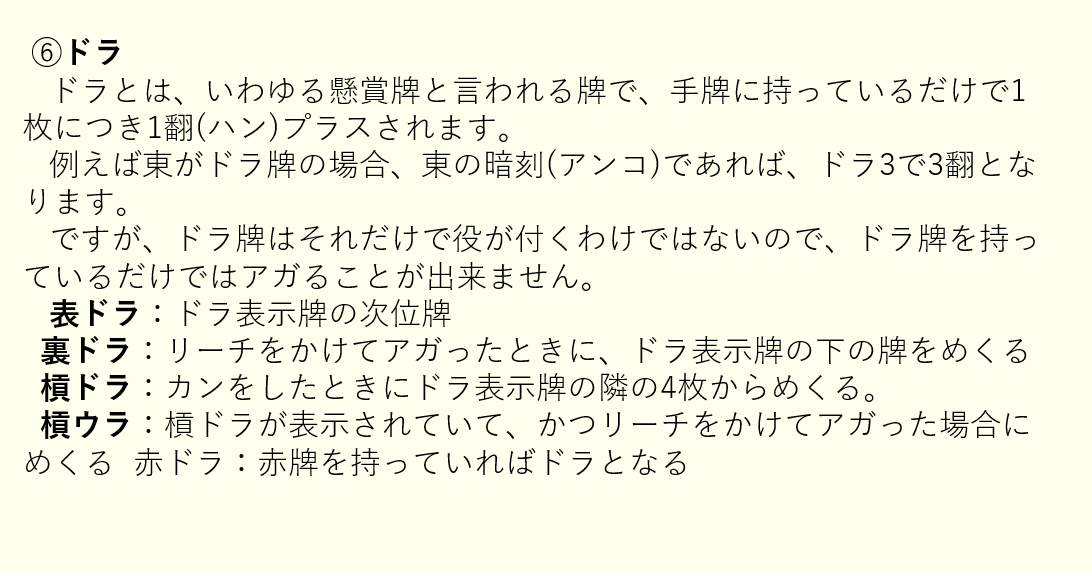 ⑥ドラ
ドラとは、いわゆる懸賞牌と言われる牌で、手牌に持っているだけで1
枚につき1翻(ハン)プラスされます。
例えば東がドラ牌の場合、東の暗刻(アンコ)であれば、ドラ3で3翻とな
ります。
ですが、ドラ牌はそれだけで役が付くわけではないので、ドラ牌を持っ
ているだけではアガることが出来ません。
表ドラ：ドラ表示牌の次位牌
裏ドラ：リーチをかけてアガったときに、ドラ表示牌の下の牌をめくる
槓ドラ：カンをしたときにドラ表示牌の隣の4枚からめくる。
槓ウラ：槓ドラが表示されていて、かつリーチをかけてアガった場合に
めくる 赤ドラ：赤牌を持っていればドラとなる